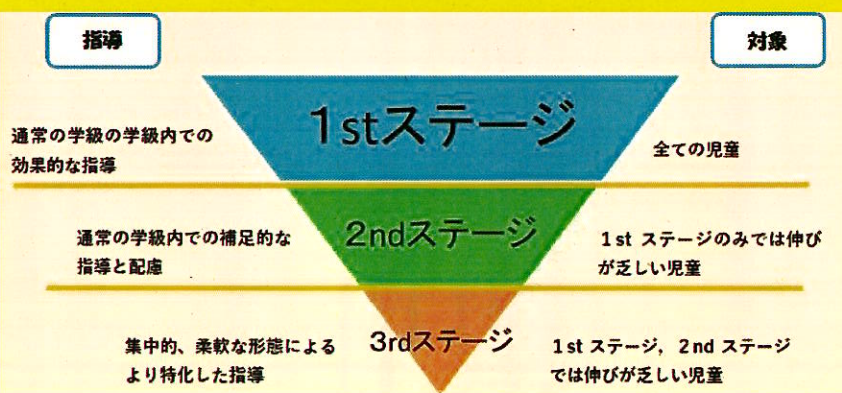 指導
対象
1stステージ
通常の学級の学級内での
効果的な指導
全ての児童
2ndステージ
通常の学級内での補足的な
指導と配慮
1st ステージのみでは伸び
が乏しい児童
3rdステージ
集中的、柔軟な形態による
より特化した指導
1st ステージ，2nd ステージ
では伸びが乏しい児童